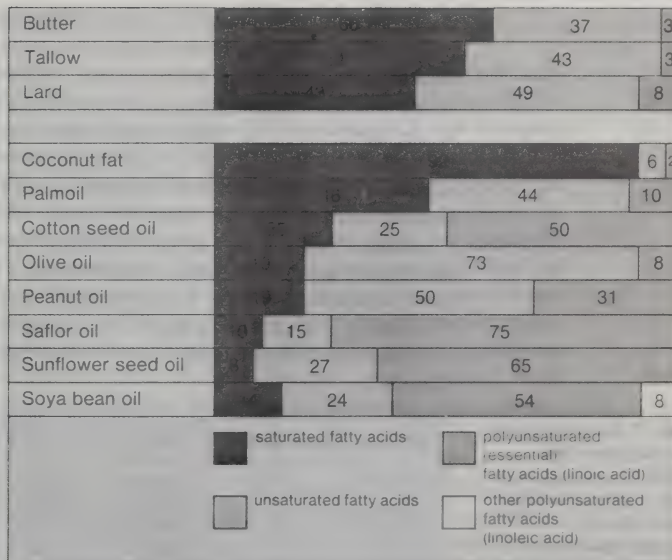 Butter 37 3
Tallow 43 3
Lard 49 8
Coconut fat 6 2
Palmoil 44 10
Cotton seed oil 25 50
Olive oil 73 8
Peanut oil 50 31
Saflor oil 10 15 75
Sunflower seed oil 27 65
Soya bean oil 24 54 8
saturated fatty acids
polyunsaturated
(essential)
fatty acids (linoic acid)
unsaturated fatty acids
other polyunsaturated
fatty acids
(linoleic acid)